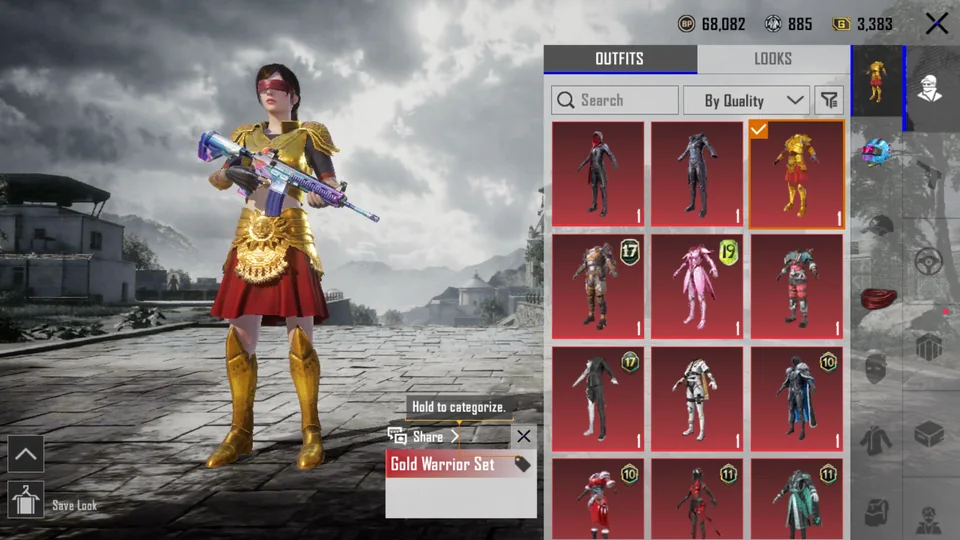 BP 68,082
885
G 3,383
OUTFITS
LOOKS
Search
By Quality
1
1
1
17
1
19
1
1
17
1
1
10
1
10
11
11
Hold to categorize.
Share
Gold Warrior Set
Save Look